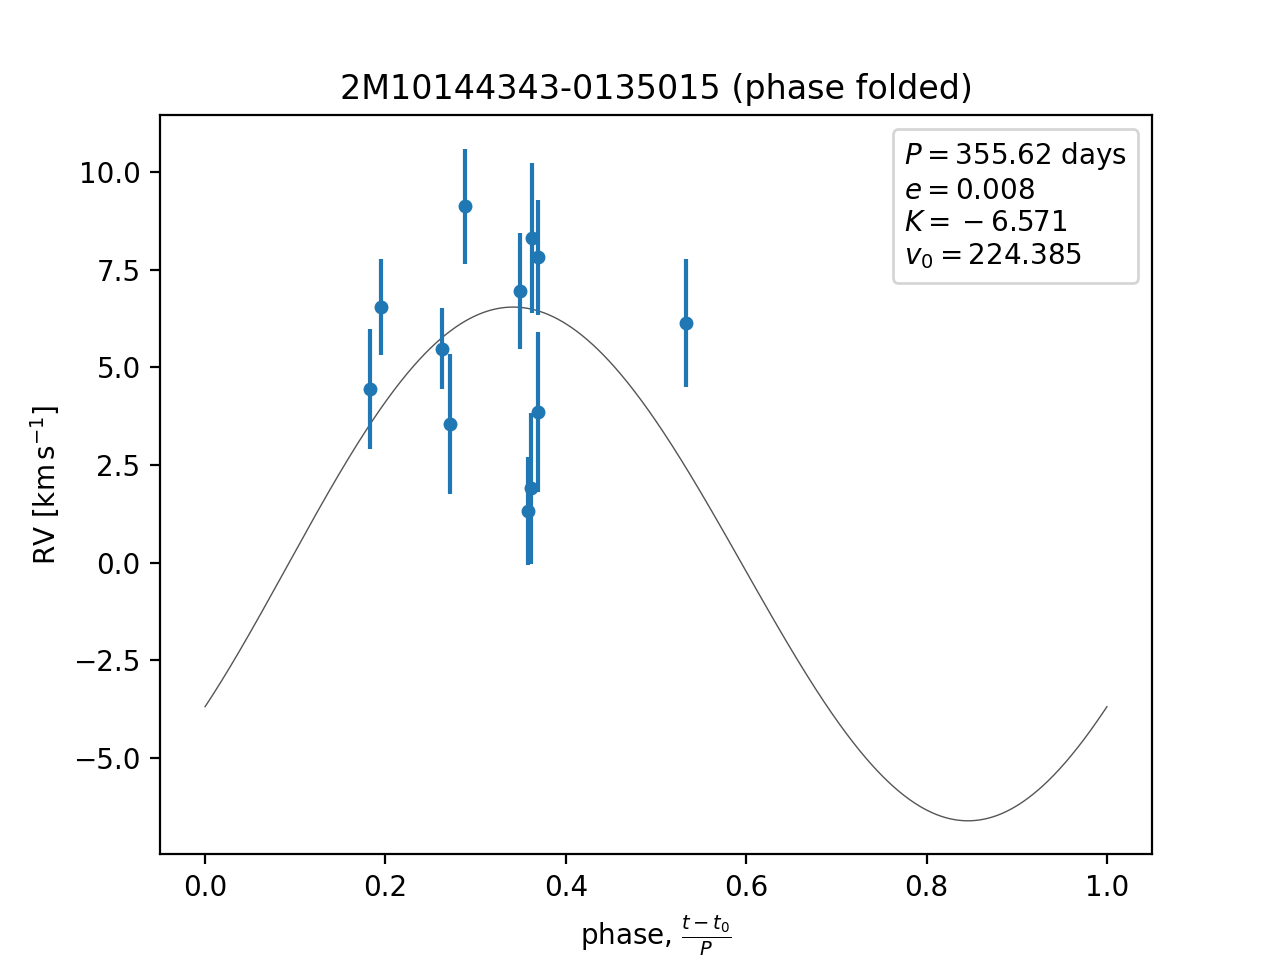 2M10144343-0135015 (phase folded)
P = 355.62 days
e = 0.008
K = −6.571
v₀ = 224.385
RV [km s⁻¹]
10.0
7.5
5.0
2.5
0.0
−2.5
−5.0
0.0 0.2 0.4 0.6 0.8 1.0
phase, (t − t₀)/P